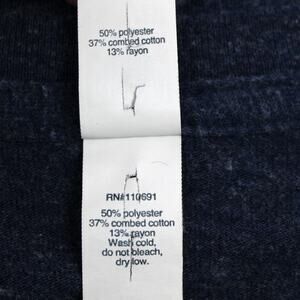 50% polyester
37% combed cotton
13% rayon
RN#110691
50% polyester
37% combed cotton
13% rayon
Wash cold,
do not bleach,
dry low.